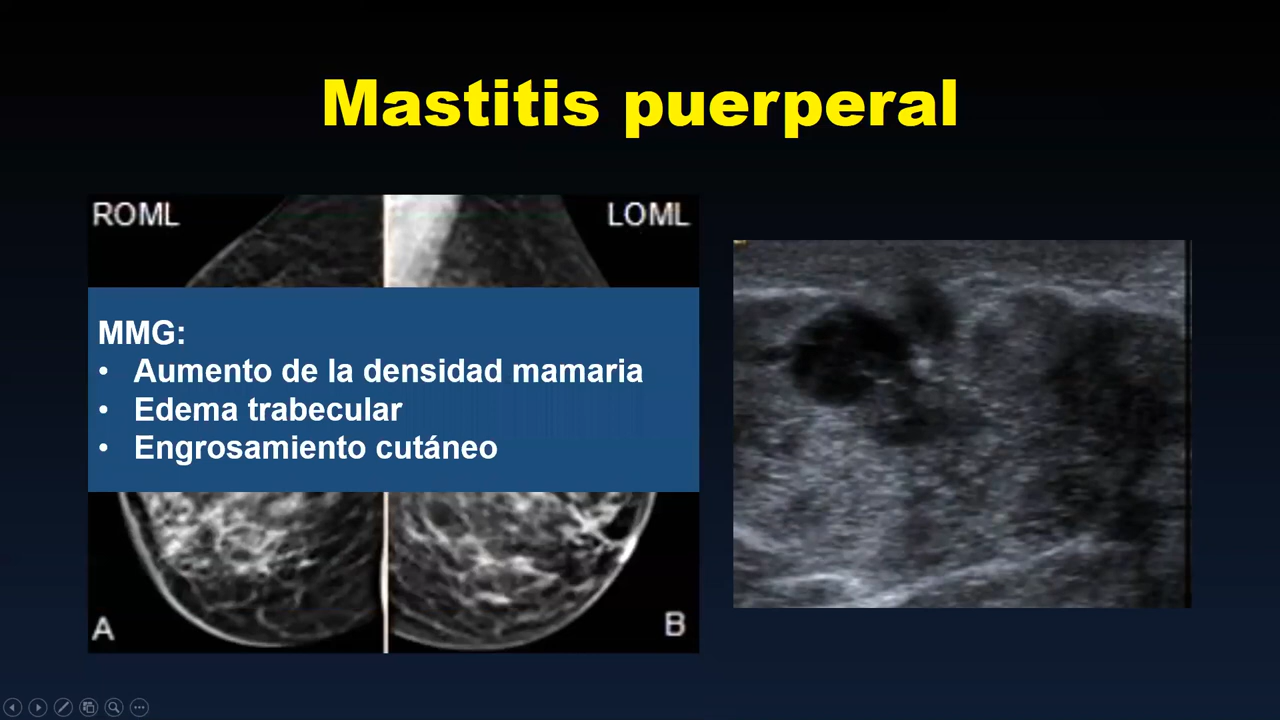 Mastitis puerperal
ROML
LOML
MMG:
• Aumento de la densidad mamaria
• Edema trabecular
• Engrosamiento cutáneo
A
B